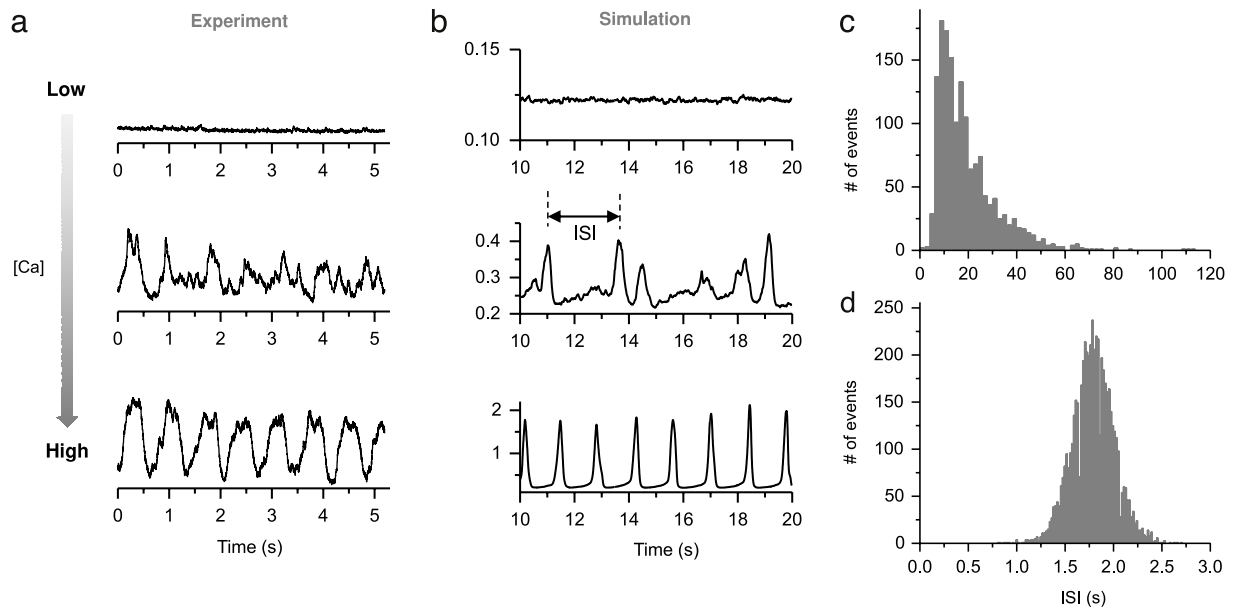 a
Experiment
Low
0 1 2 3 4 5
[Ca]
0 1 2 3 4 5
High
0 1 2 3 4 5
Time (s)
b
Simulation
0.15
0.10
10 12 14 16 18 20
ISI
0.4
0.3
0.2
10 12 14 16 18 20
2
1
10 12 14 16 18 20
Time (s)
c
# of events
150
100
50
0
0 20 40 60 80 100 120
d
# of events
250
200
150
100
50
0
0.0 0.5 1.0 1.5 2.0 2.5 3.0
ISI (s)